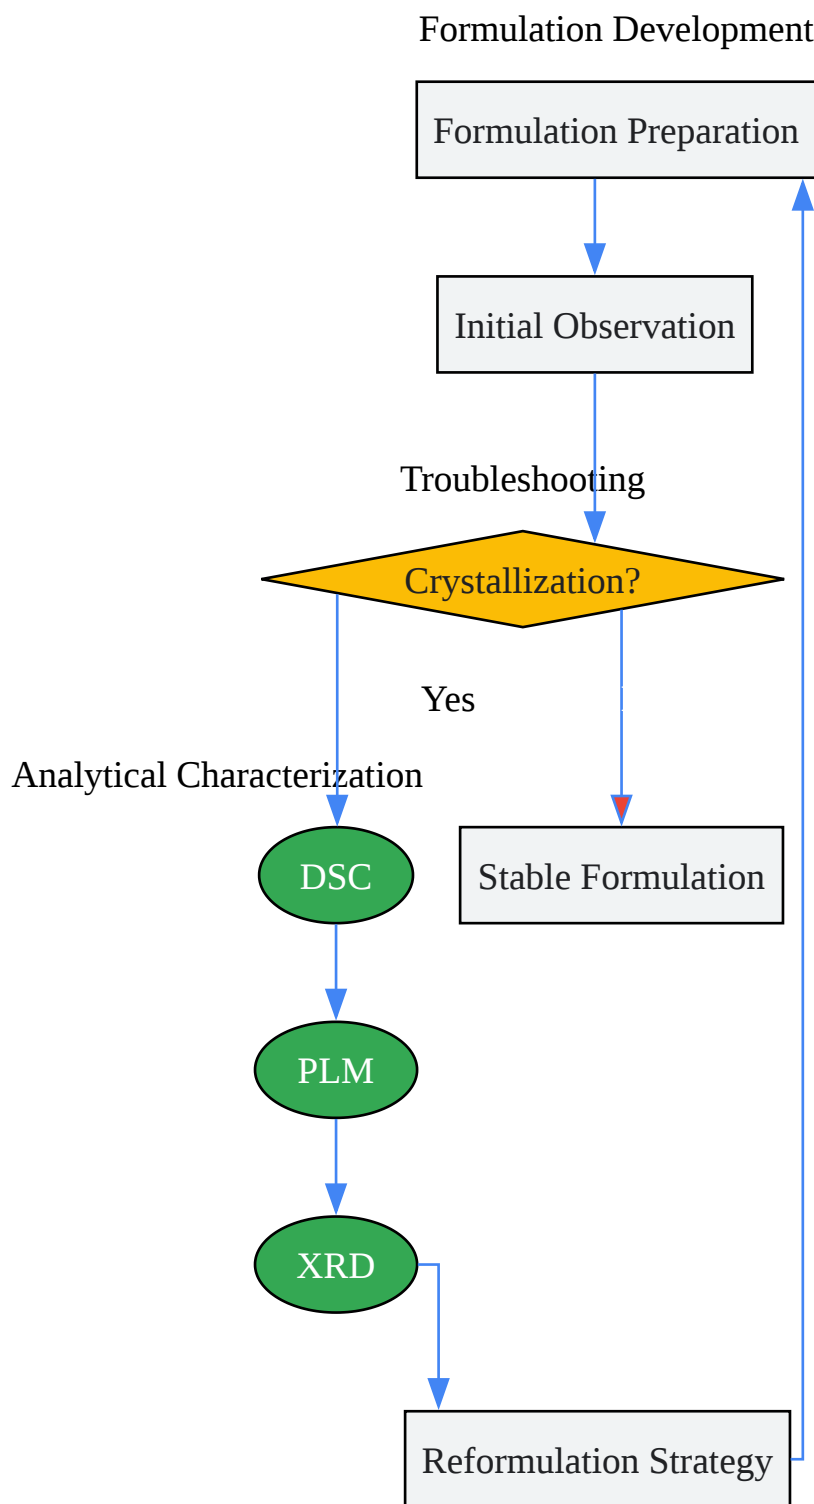 Formulation Development
Formulation Preparation
Initial Observation
Troubleshooting
Crystallization?
Yes
Analytical Characterization
DSC
Stable Formulation
PLM
XRD
Reformulation Strategy